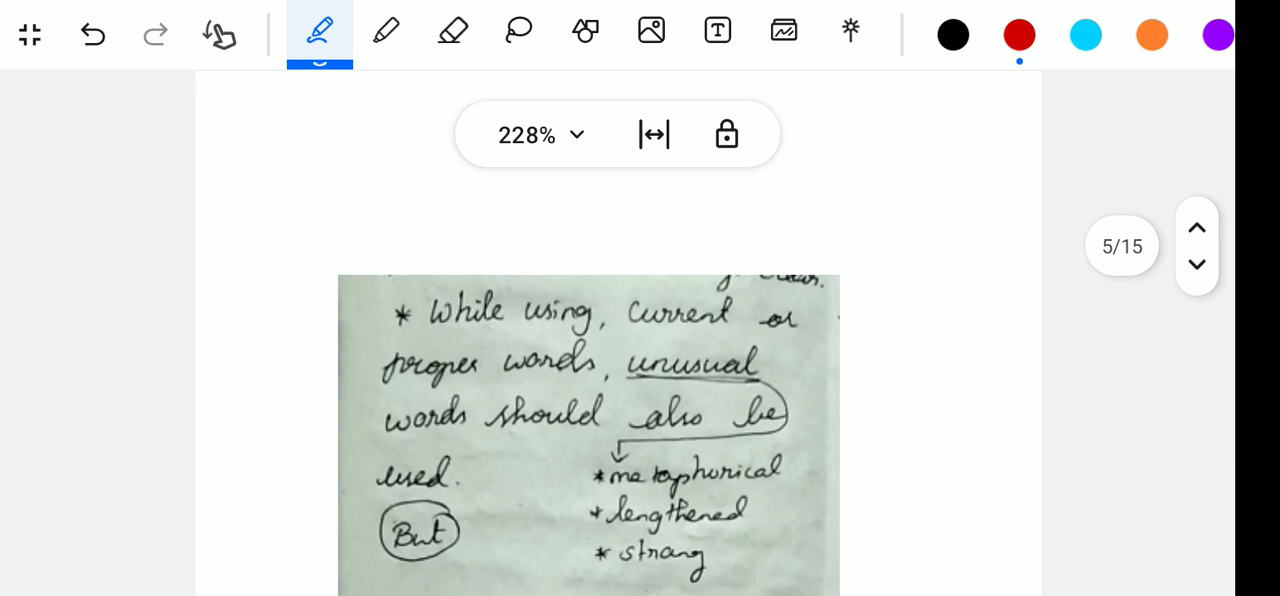 228%
5/15
* While using, current or
proper words, unusual
words should also be
used.
* metaphorical
* lengthened
* strang
But